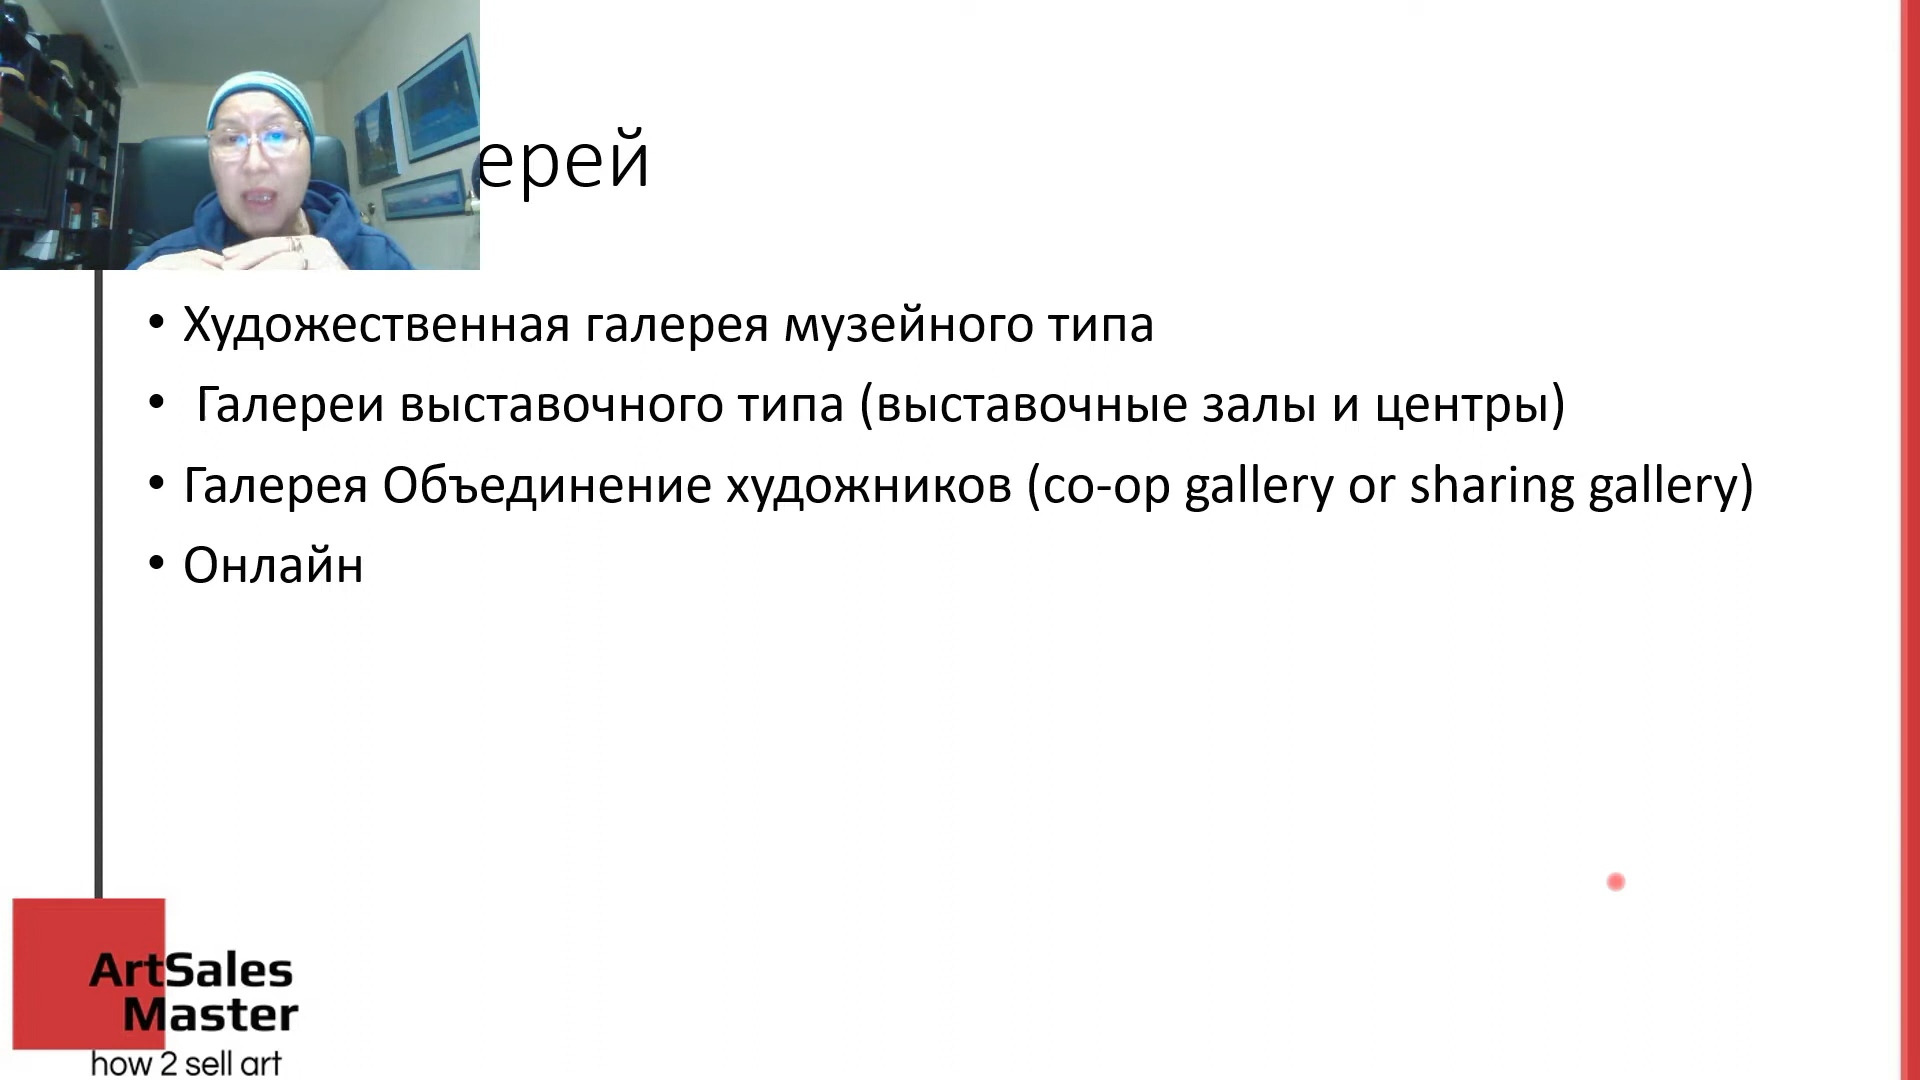 ерей
• Художественная галерея музейного типа
• Галереи выставочного типа (выставочные залы и центры)
• Галерея Объединение художников (co-op gallery or sharing gallery)
• Онлайн
ArtSales
Master
how 2 sell art